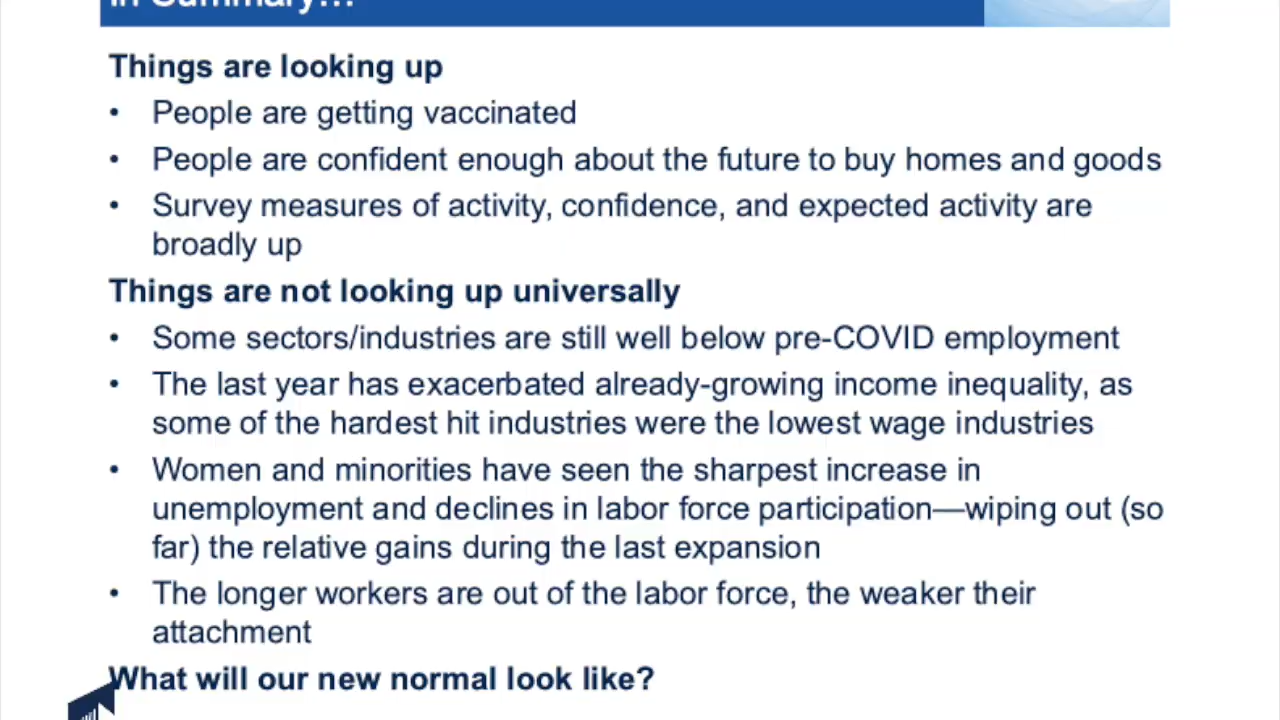 In Summary...
Things are looking up
• People are getting vaccinated
• People are confident enough about the future to buy homes and goods
• Survey measures of activity, confidence, and expected activity are
broadly up
Things are not looking up universally
• Some sectors/industries are still well below pre-COVID employment
• The last year has exacerbated already-growing income inequality, as
some of the hardest hit industries were the lowest wage industries
• Women and minorities have seen the sharpest increase in
unemployment and declines in labor force participation—wiping out (so
far) the relative gains during the last expansion
• The longer workers are out of the labor force, the weaker their
attachment
What will our new normal look like?